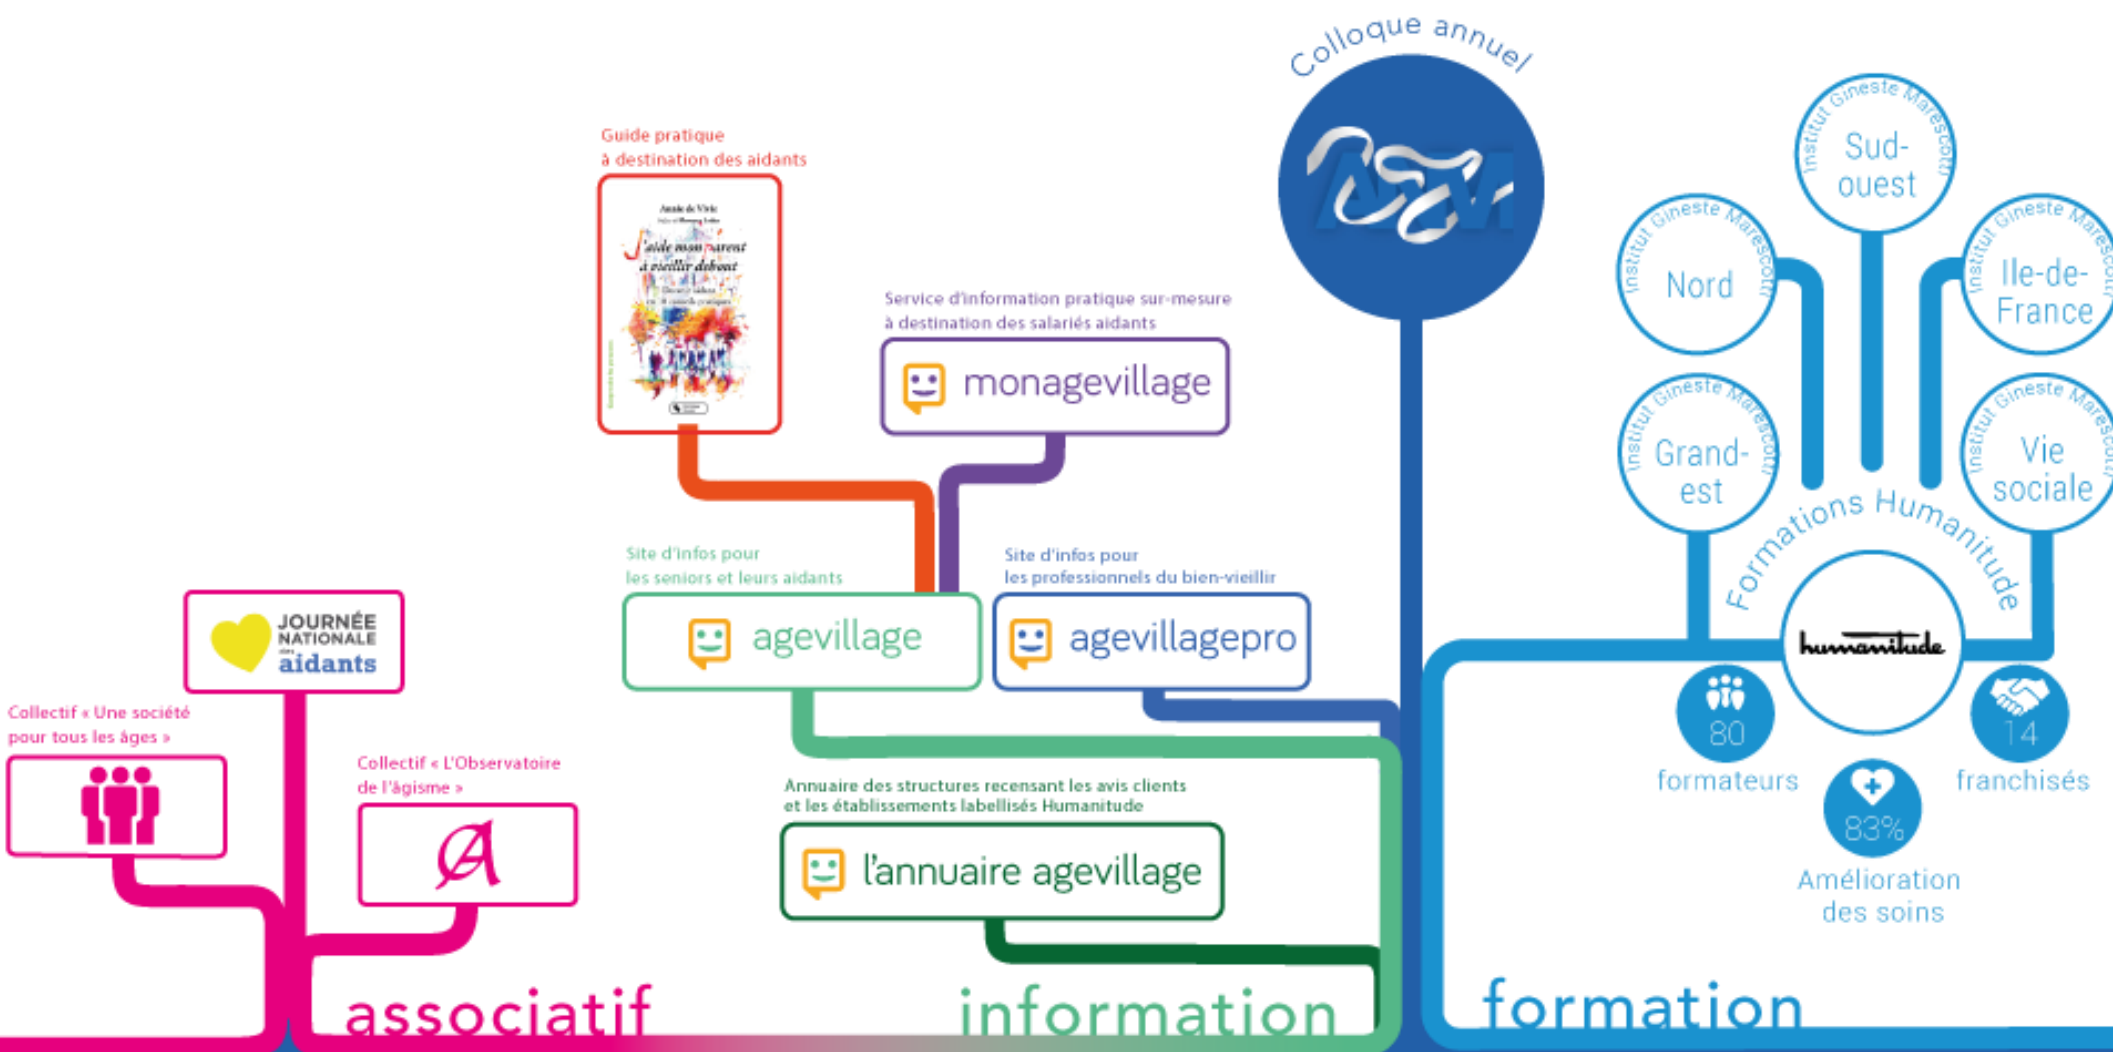 Colloque annuel
Guide pratique
à destination des aidants
Annie de Vivie
J'aide mon parent
à vieillir debout
Service d'information pratique sur-mesure
à destination des salariés aidants
monagevillage
Site d'infos pour
les seniors et leurs aidants
agevillage
Site d'infos pour
les professionnels du bien-vieillir
agevillagepro
Annuaire des structures recensant les avis clients
et les établissements labellisés Humanitude
l'annuaire agevillage
JOURNÉE
NATIONALE
des
aidants
Collectif « Une société
pour tous les âges »
Collectif « L'Observatoire
de l'âgisme »
associatif
information
formation
Institut Gineste Marescotti
Sud-
ouest
Institut Gineste Marescotti
Nord
Institut Gineste Marescotti
Ile-de-
France
Institut Gineste Marescotti
Grand-
est
Institut Gineste Marescotti
Vie
sociale
Formations Humanitude
humanitude
80
formateurs
14
franchisés
83%
Amélioration
des soins